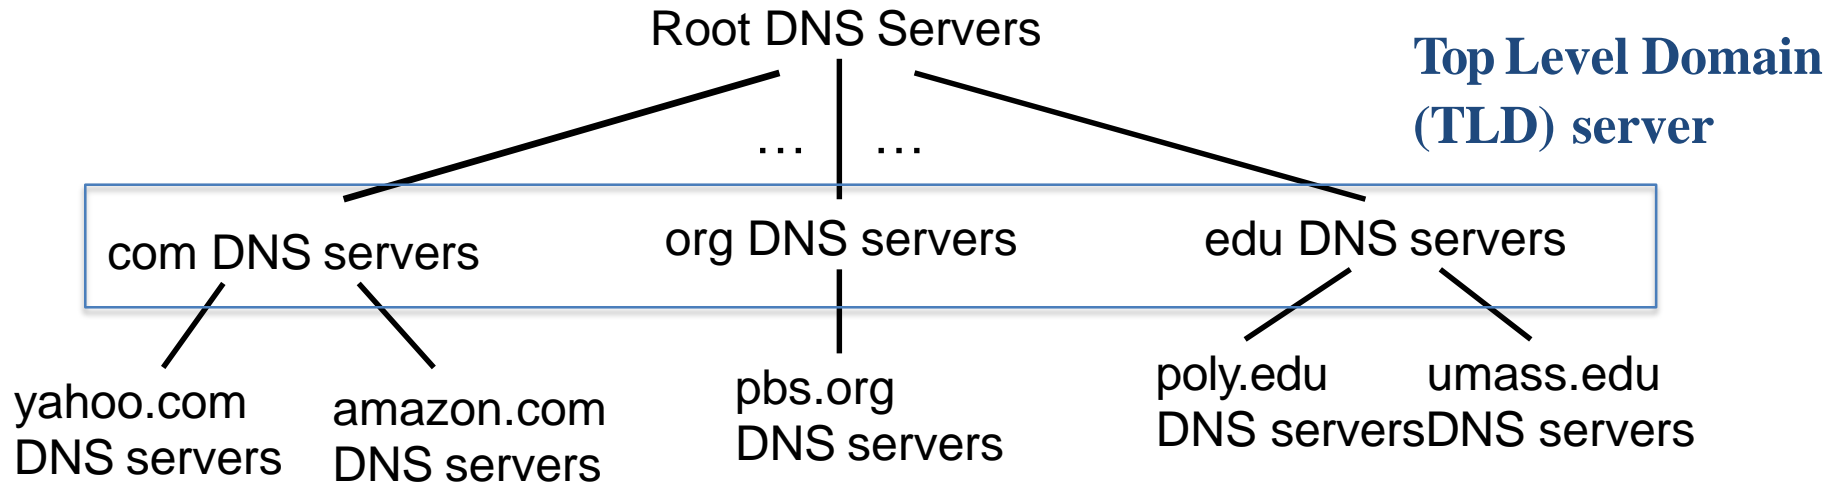 Root DNS Servers
Top Level Domain
(TLD) server
… …
com DNS servers
org DNS servers
edu DNS servers
yahoo.com
DNS servers
amazon.com
DNS servers
pbs.org
DNS servers
poly.edu
DNS servers
umass.edu
DNS servers